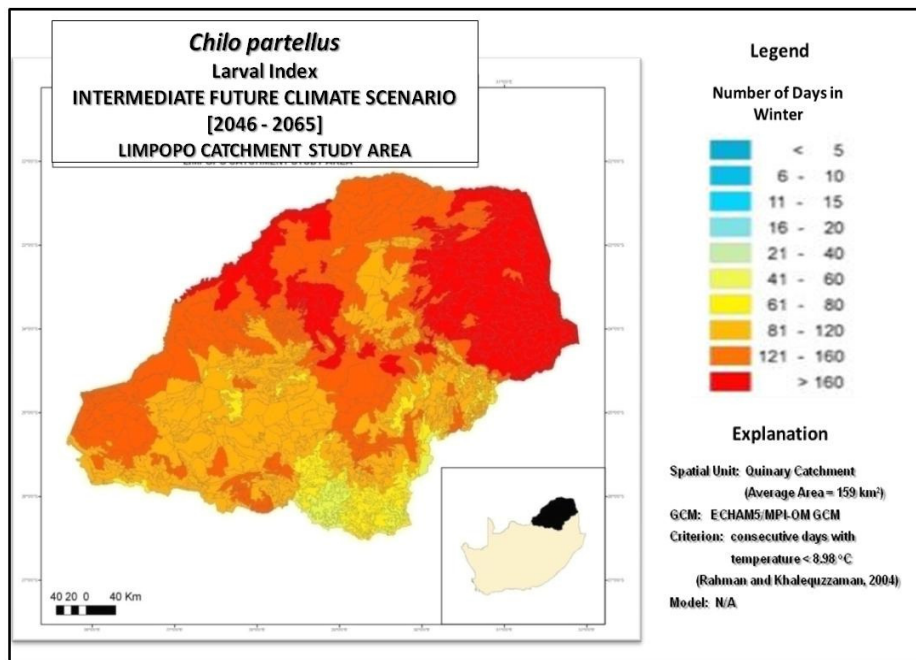 Chilo partellus
Larval Index
INTERMEDIATE FUTURE CLIMATE SCENARIO
[2046 - 2065]
LIMPOPO CATCHMENT STUDY AREA
40 20 0 40 Km
Legend
Number of Days in
Winter
< 5
6 - 10
11 - 15
16 - 20
21 - 40
41 - 60
61 - 80
81 - 120
121 - 160
> 160
Explanation
Spatial Unit: Quinary Catchment
(Average Area = 159 km²)
GCM: ECHAM5/MPI-OM GCM
Criterion: consecutive days with
temperature < 8.98 °C
(Rahman and Khalequzzaman, 2004)
Model: N/A